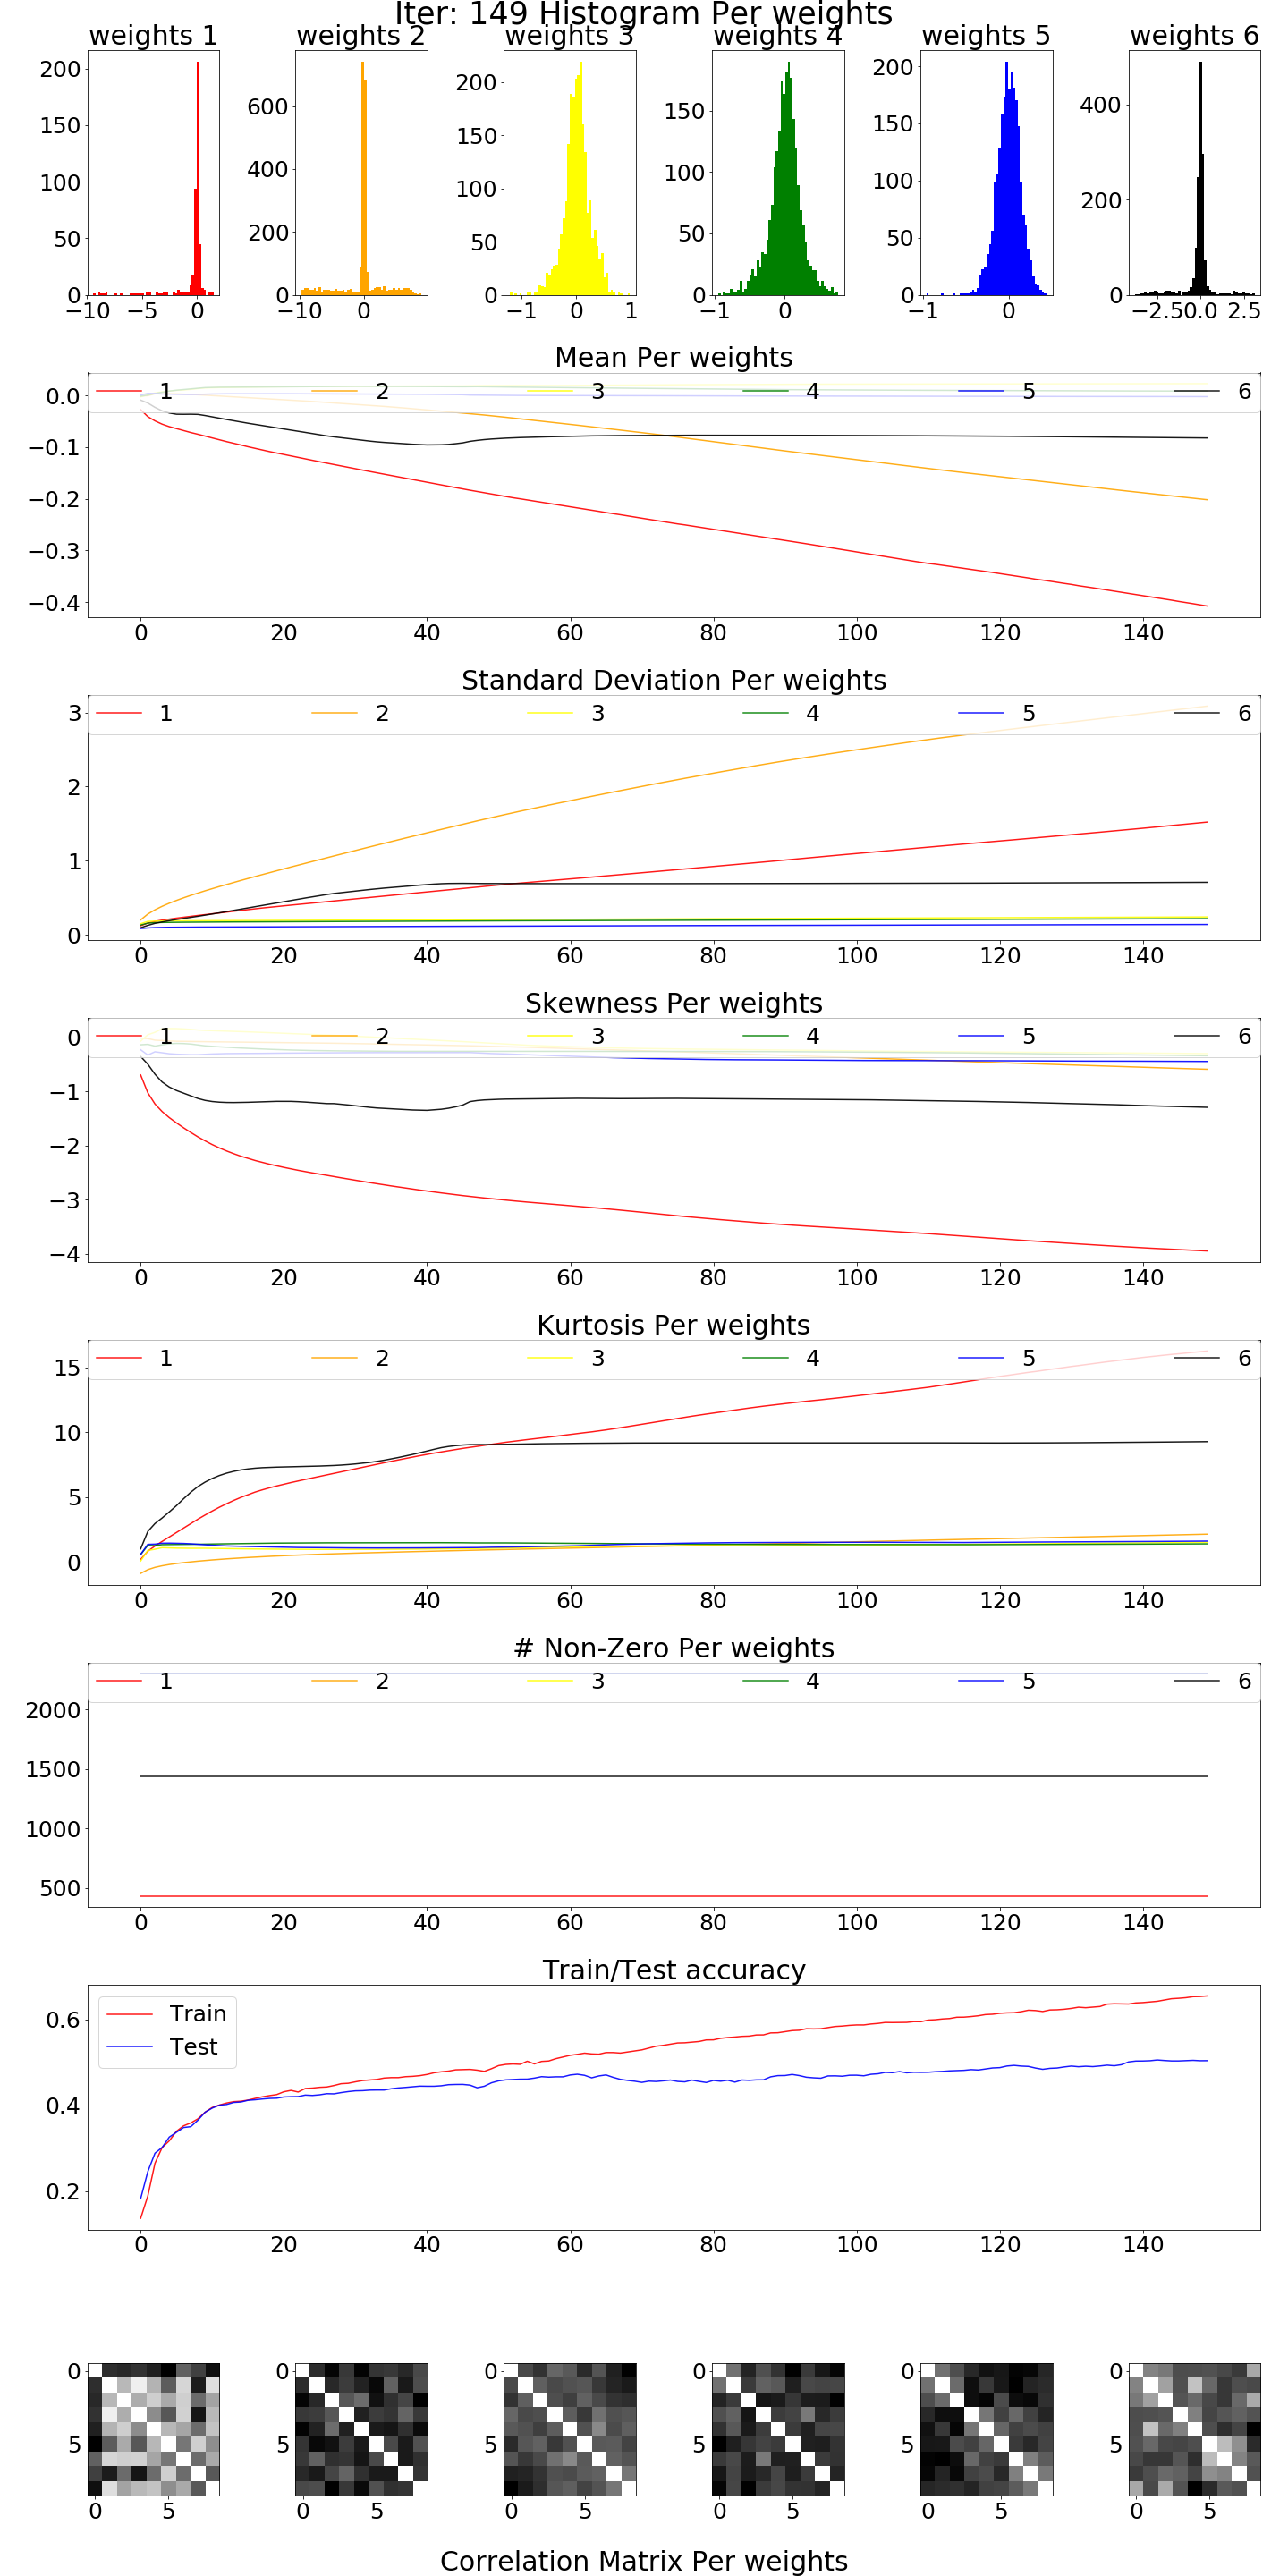 Iter: 149 Histogram Per weights
weights 1 weights 2 weights 3 weights 4 weights 5 weights 6
200
150
100
50
0
−10 −5 0
600
400
200
0
−10 0
200
150
100
50
0
−1 0 1
150
100
50
0
−1 0
200
150
100
50
0
−1 0
400
200
0
−2.5 0.0 2.5
Mean Per weights
1 2 3 4 5 6
0.0
−0.1
−0.2
−0.3
−0.4
0 20 40 60 80 100 120 140
Standard Deviation Per weights
1 2 3 4 5 6
3
2
1
0
0 20 40 60 80 100 120 140
Skewness Per weights
1 2 3 4 5 6
0
−1
−2
−3
−4
0 20 40 60 80 100 120 140
Kurtosis Per weights
1 2 3 4 5 6
15
10
5
0
0 20 40 60 80 100 120 140
# Non-Zero Per weights
1 2 3 4 5 6
2000
1500
1000
500
0 20 40 60 80 100 120 140
Train/Test accuracy
Train
Test
0.6
0.4
0.2
0 20 40 60 80 100 120 140
0 0 0 0 0 0
5 5 5 5 5 5
0 5 0 5 0 5 0 5 0 5 0 5
Correlation Matrix Per weights